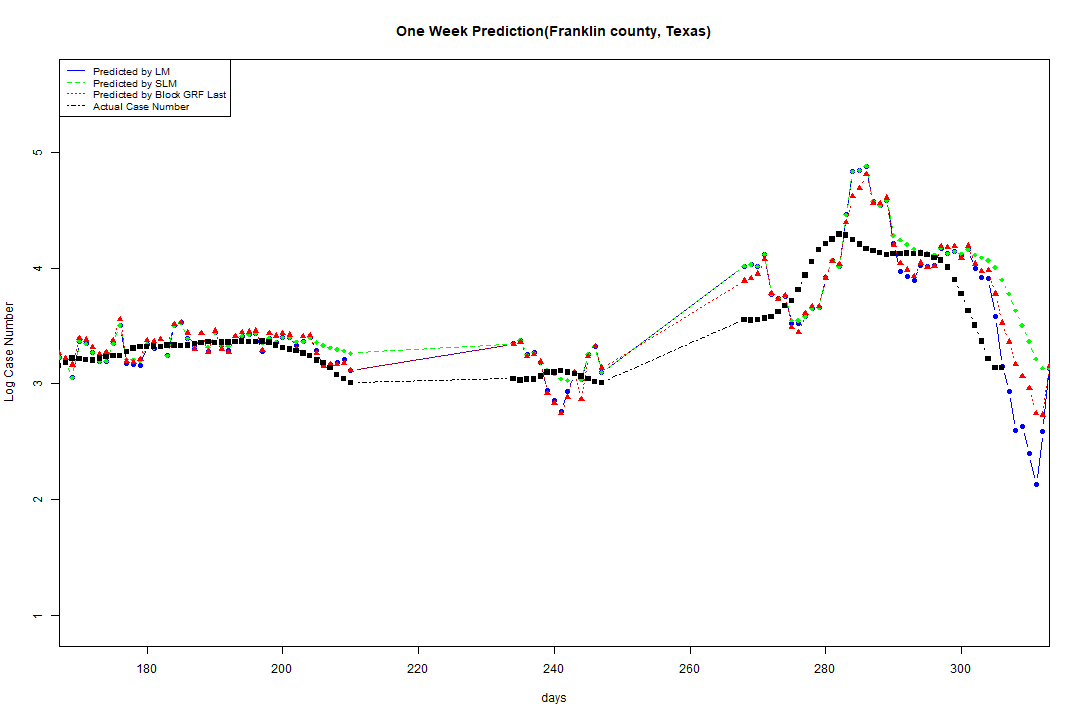 One Week Prediction(Franklin county, Texas)
Predicted by LM
Predicted by SLM
Predicted by Block GRF Last
Actual Case Number
5
4
3
2
1
Log Case Number
180 200 220 240 260 280 300
days